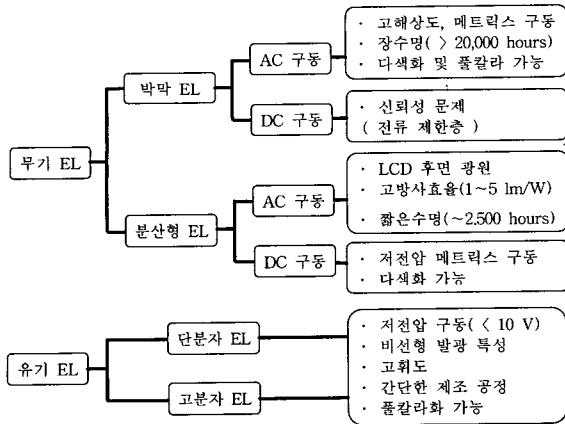 · 고해상도, 메트릭스 구동
· 장수명( > 20,000 hours)
· 다색화 및 풀칼라 가능
AC 구동
박막 EL
DC 구동
· 신뢰성 문제
( 전류 제한층 )
무기 EL
· LCD 후면 광원
· 고방사효율(1~5 lm/W)
· 짧은수명(~2.500 hours)
AC 구동
분산형 EL
DC 구동
· 저전압 메트릭스 구동
· 다색화 가능
단분자 EL
유기 EL
고분자 EL
· 저전압 구동( < 10 V)
· 비선형 발광 특성
· 고휘도
· 간단한 제조 공정
· 풀칼라화 가능